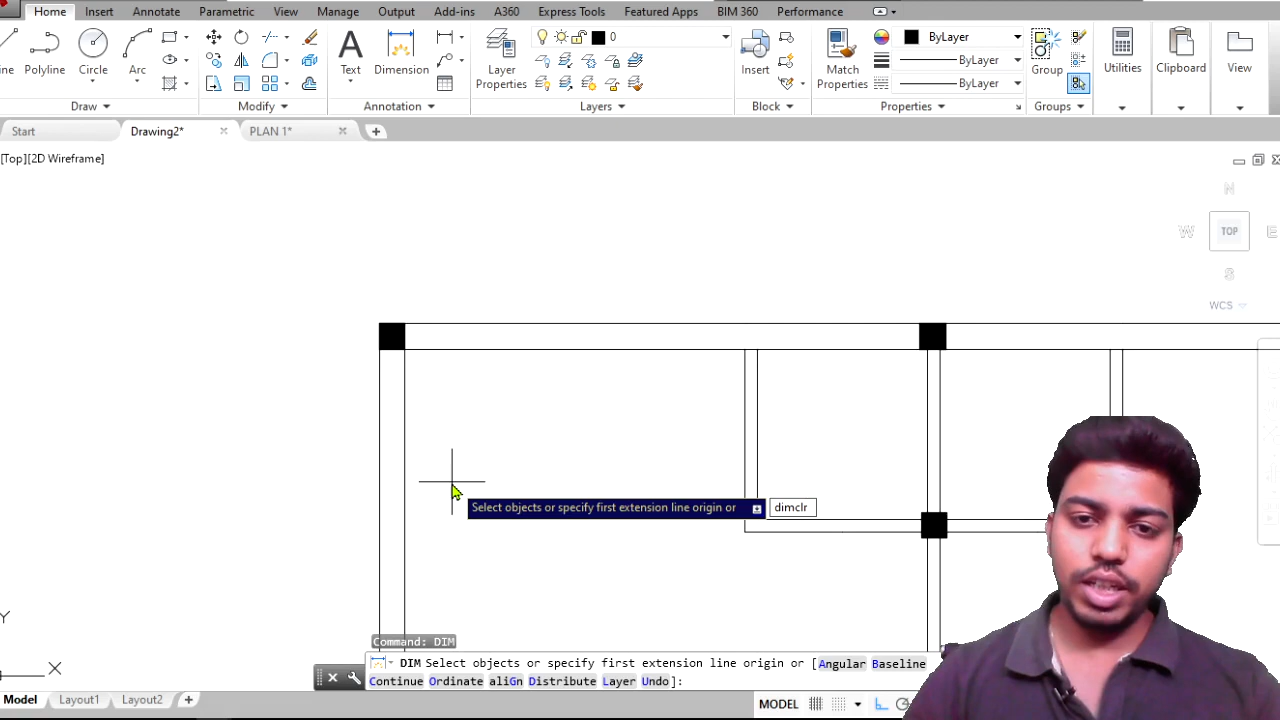 Home Insert Annotate Parametric View Manage Output Add-ins A360 Express Tools Featured Apps BIM 360 Performance
0
ByLayer
ByLayer
ByLayer
Polyline Circle Arc
Text Dimension
Layer
Properties
Insert
Match
Properties
Group
Utilities Clipboard View
Draw Modify Annotation Layers Block Properties Groups
Start Drawing2* PLAN 1*
[Top][2D Wireframe]
N
W TOP E
S
WCS
Select objects or specify first extension line origin or dimclr
Y
X
Command: DIM
DIM Select objects or specify first extension line origin or [Angular Baseline
Continue Ordinate aliGn Distribute Layer Undo]:
Model Layout1 Layout2
MODEL